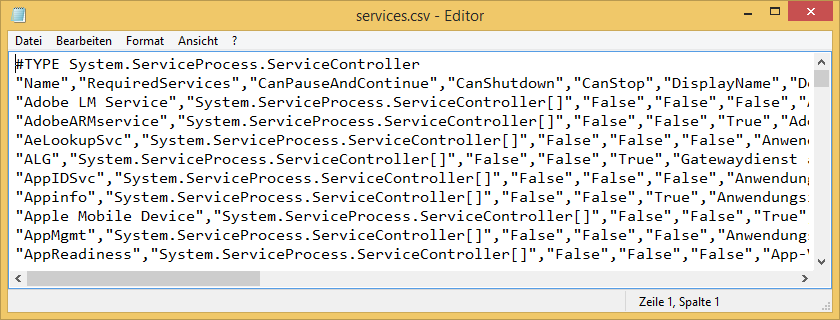 services.csv - Editor
Datei Bearbeiten Format Ansicht ?
#TYPE System.ServiceProcess.ServiceController
"Name","RequiredServices","CanPauseAndContinue","CanShutdown","CanStop","DisplayName","De
"Adobe LM Service","System.ServiceProcess.ServiceController[]","False","False","False","A
"AdobeARMservice","System.ServiceProcess.ServiceController[]","False","False","True","Ado
"AeLookupSvc","System.ServiceProcess.ServiceController[]","False","False","False","Anwen
"ALG","System.ServiceProcess.ServiceController[]","False","False","True","Gatewaydienst a
"AppIDSvc","System.ServiceProcess.ServiceController[]","False","False","False","Anwendung
"Appinfo","System.ServiceProcess.ServiceController[]","False","False","True","Anwendungsi
"Apple Mobile Device","System.ServiceProcess.ServiceController[]","False","False","True"
"AppMgmt","System.ServiceProcess.ServiceController[]","False","False","False","Anwendungs
"AppReadiness","System.ServiceProcess.ServiceController[]","False","False","False","App-V
Zeile 1, Spalte 1